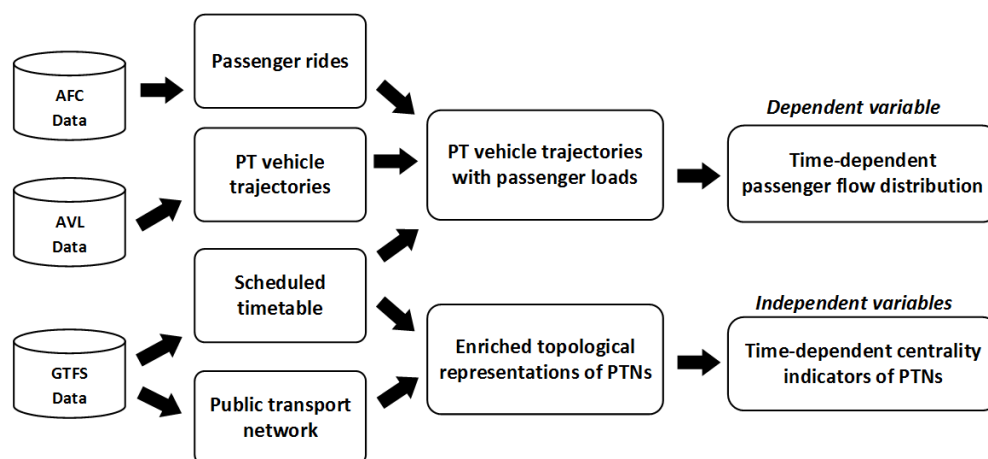 AFC
Data
AVL
Data
GTFS
Data
Passenger rides
PT vehicle
trajectories
Scheduled
timetable
Public transport
network
PT vehicle trajectories
with passenger loads
Enriched topological
representations of PTNs
Dependent variable
Time-dependent
passenger flow distribution
Independent variables
Time-dependent centrality
indicators of PTNs